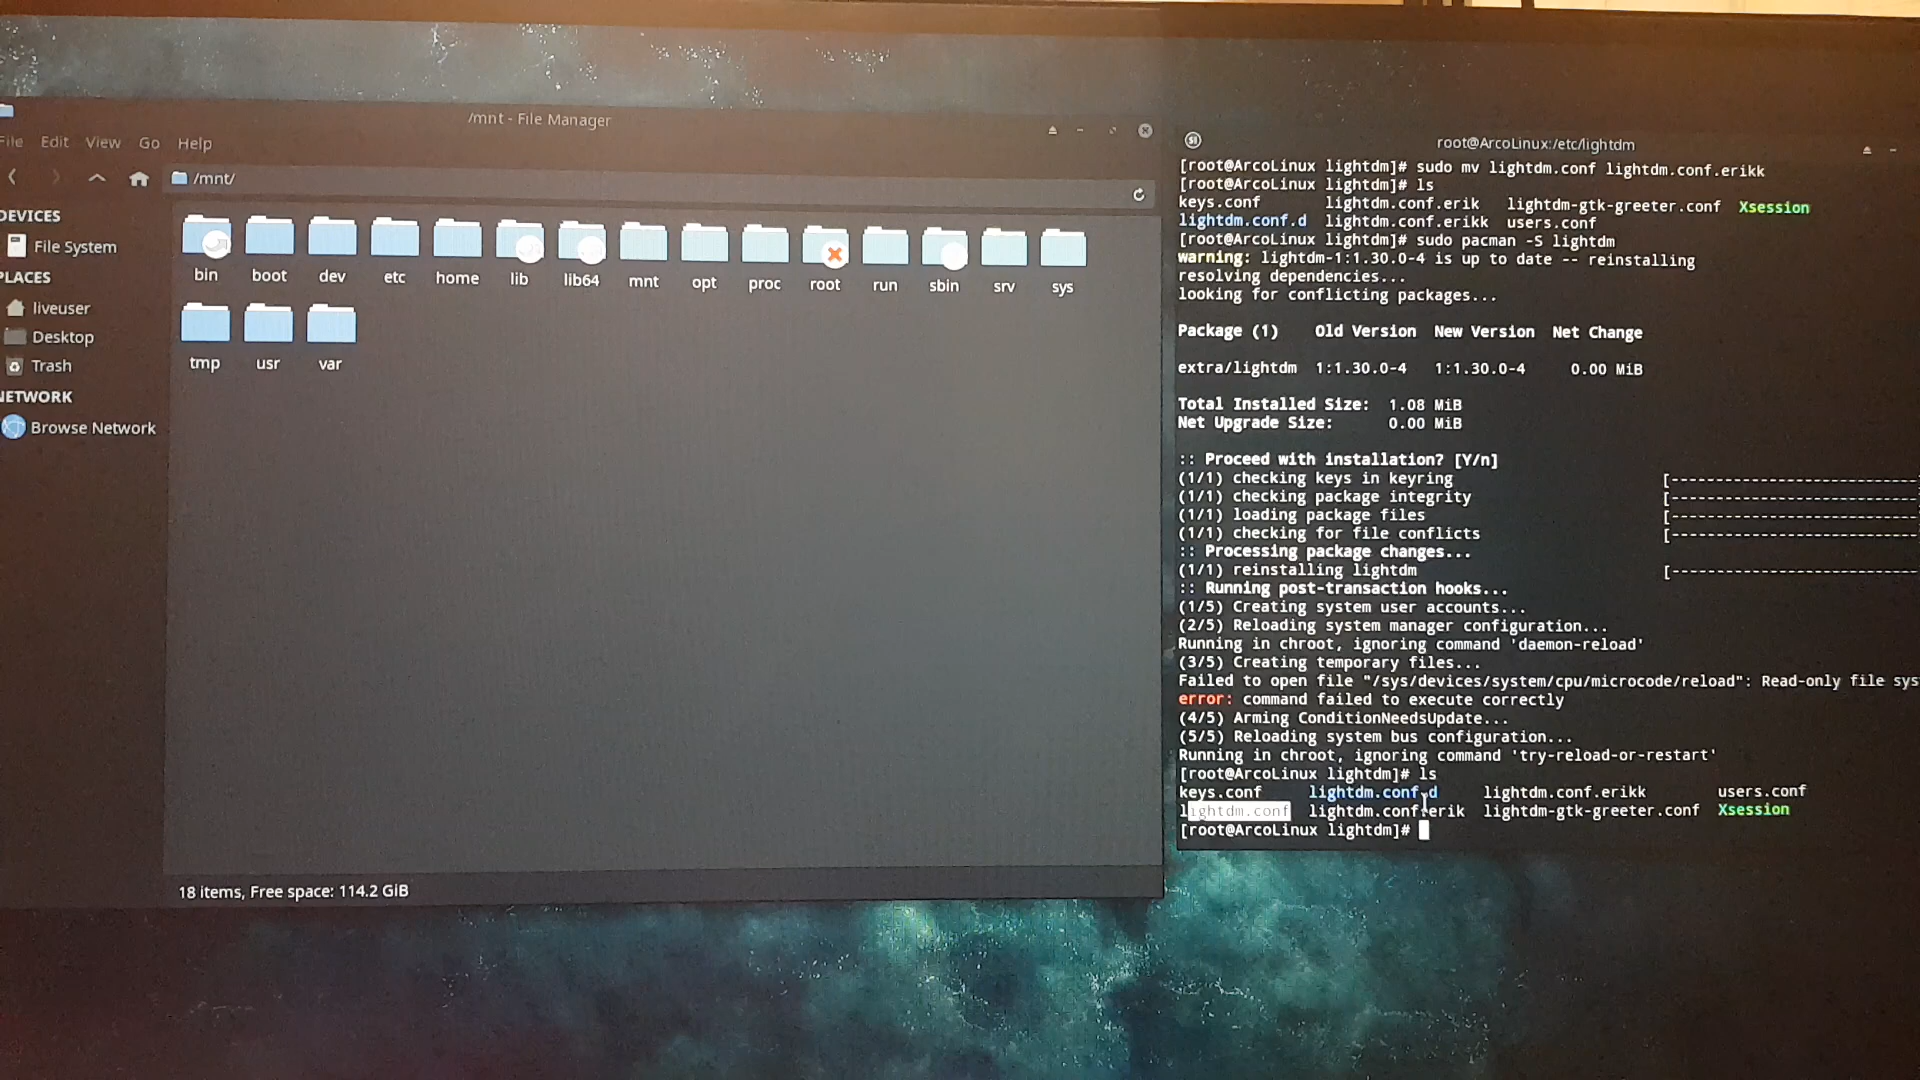 /mnt - File Manager
File Edit View Go Help
/mnt/
DEVICES
File System
PLACES
liveuser
Desktop
Trash
NETWORK
Browse Network
bin boot dev etc home lib lib64 mnt opt proc root run sbin srv sys
tmp usr var
18 items, Free space: 114.2 GiB
root@ArcoLinux:/etc/lightdm
[root@ArcoLinux lightdm]# sudo mv lightdm.conf lightdm.conf.erikk
[root@ArcoLinux lightdm]# ls
keys.conf lightdm.conf.erik lightdm-gtk-greeter.conf Xsession
lightdm.conf.d lightdm.conf.erikk users.conf
[root@ArcoLinux lightdm]# sudo pacman -S lightdm
warning: lightdm-1:1.30.0-4 is up to date -- reinstalling
resolving dependencies...
looking for conflicting packages...
Package (1) Old Version New Version Net Change
extra/lightdm 1:1.30.0-4 1:1.30.0-4 0.00 MiB
Total Installed Size: 1.08 MiB
Net Upgrade Size: 0.00 MiB
:: Proceed with installation? [Y/n]
(1/1) checking keys in keyring [------------------------
(1/1) checking package integrity [------------------------
(1/1) loading package files [------------------------
(1/1) checking for file conflicts [------------------------
:: Processing package changes...
(1/1) reinstalling lightdm [------------------------
:: Running post-transaction hooks...
(1/5) Creating system user accounts...
(2/5) Reloading system manager configuration...
Running in chroot, ignoring command 'daemon-reload'
(3/5) Creating temporary files...
Failed to open file "/sys/devices/system/cpu/microcode/reload": Read-only file sys
error: command failed to execute correctly
(4/5) Arming ConditionNeedsUpdate...
(5/5) Reloading system bus configuration...
Running in chroot, ignoring command 'try-reload-or-restart'
[root@ArcoLinux lightdm]# ls
keys.conf lightdm.conf.d lightdm.conf.erikk users.conf
lightdm.conf lightdm.conf.erik lightdm-gtk-greeter.conf Xsession
[root@ArcoLinux lightdm]#